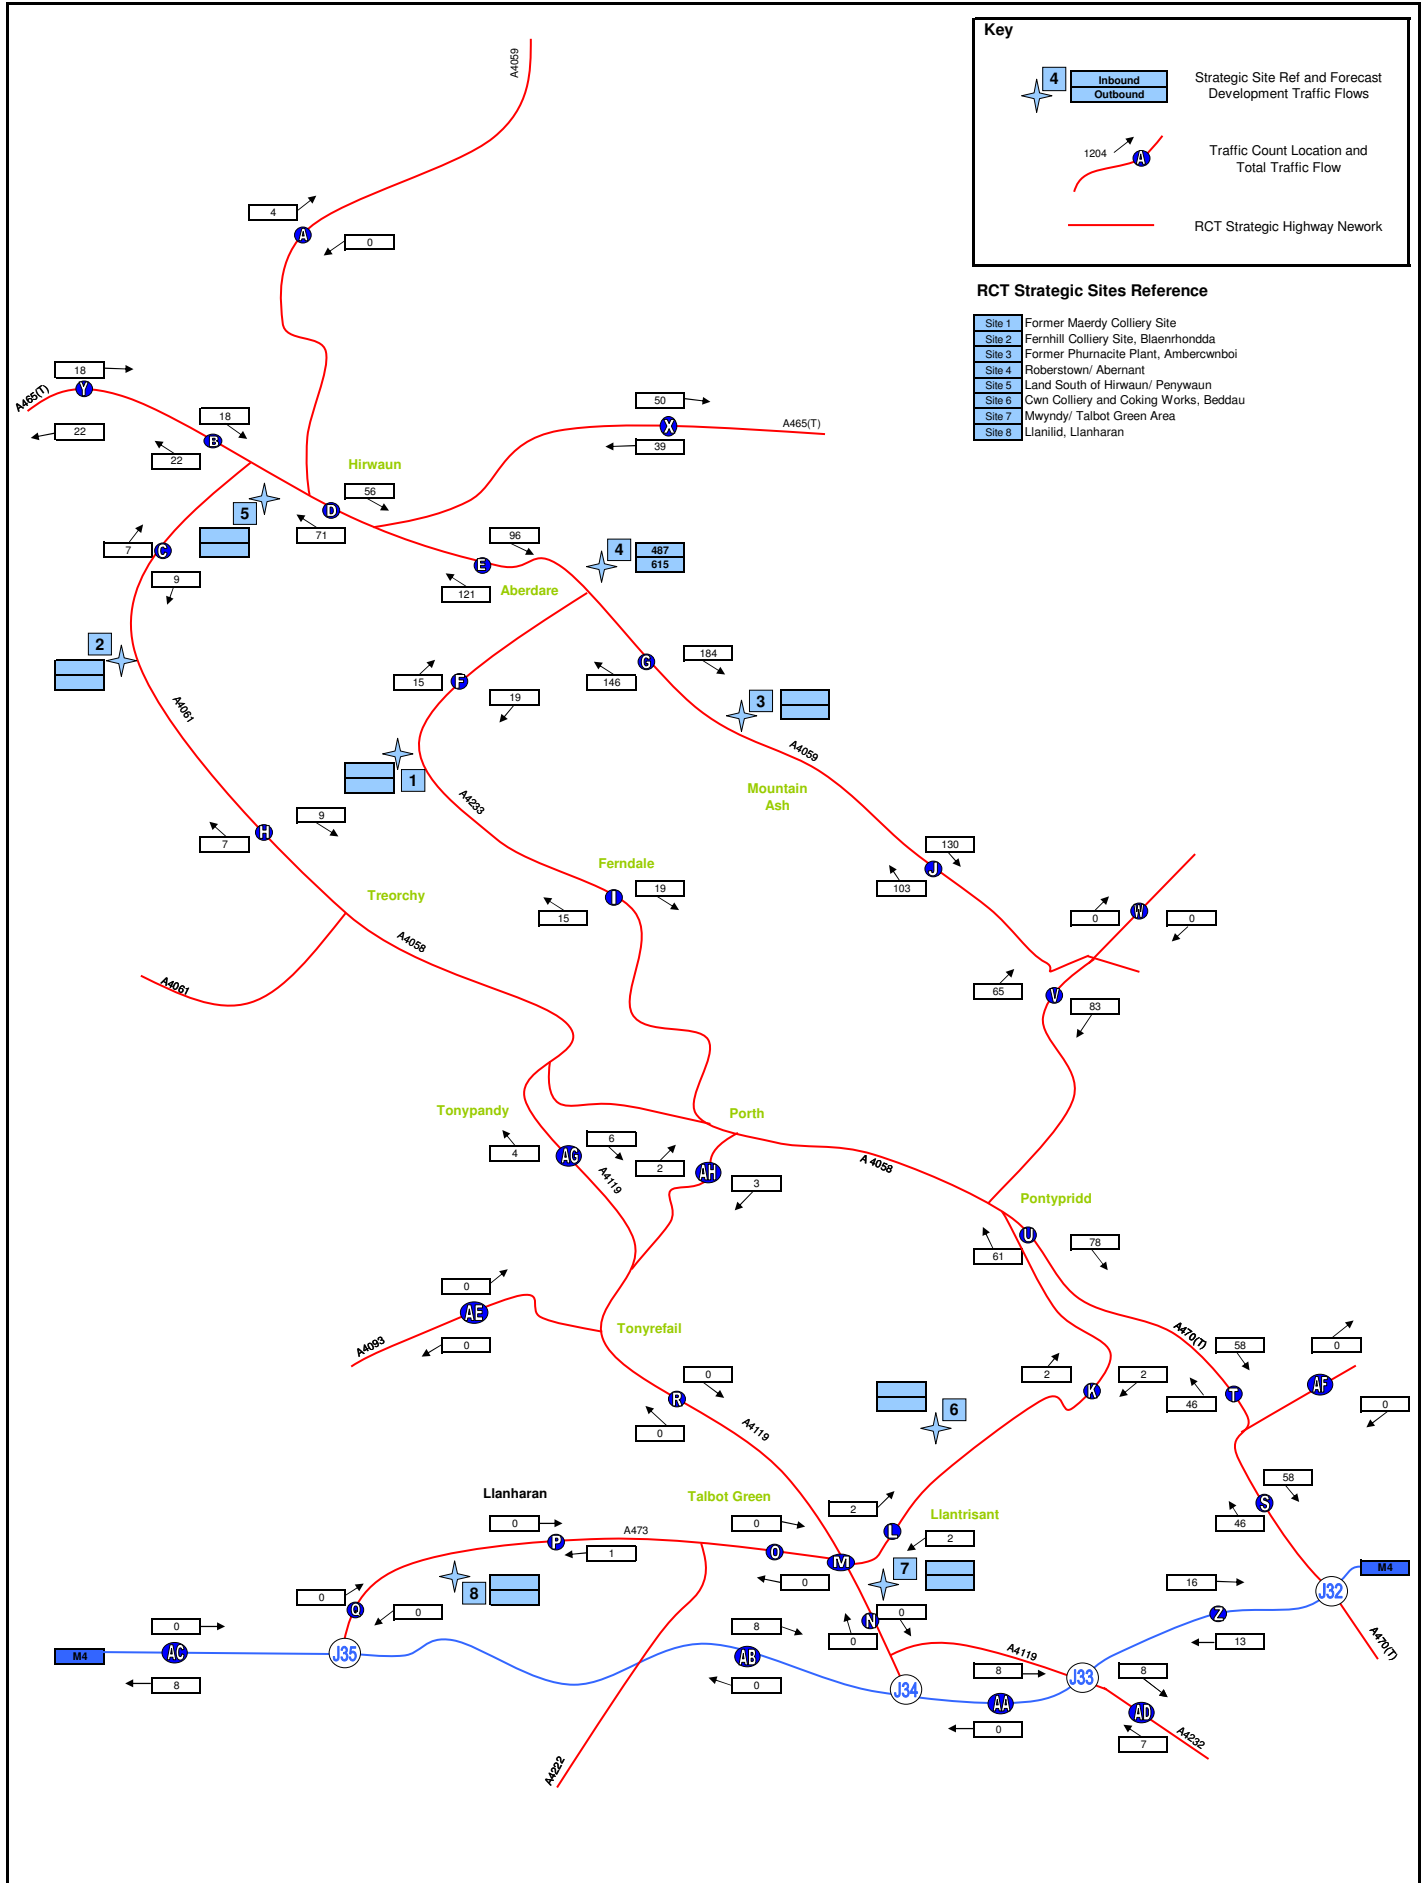 Key
4
Inbound
Outbound
Strategic Site Ref and Forecast
Development Traffic Flows
1204
A
Traffic Count Location and
Total Traffic Flow
RCT Strategic Highway Nework
RCT Strategic Sites Reference
Site 1 Former Maerdy Colliery Site
Site 2 Fernhill Colliery Site, Blaenrhondda
Site 3 Former Phurnacite Plant, Ambercwnboi
Site 4 Roberstown/ Abernant
Site 5 Land South of Hirwaun/ Penywaun
Site 6 Cwn Colliery and Coking Works, Beddau
Site 7 Mwyndy/ Talbot Green Area
Site 8 Llanilid, Llanharan
A4059
4
A
0
18
Y
A465(T)
22
18
B
22
50
X
A465(T)
39
Hirwaun
56
D
71
5
7
C
9
96
E
121
Aberdare
4
487
615
2
A4061
15
F
19
184
G
146
3
A4059
1
A4233
Mountain
Ash
9
H
7
130
J
103
Ferndale
19
I
15
Treorchy
A4058
A4061
0
W
0
65
V
83
Tonypandy
Porth
4
AG
6
A4119
2
AH
3
A 4058
Pontypridd
U
61
78
0
AE
0
A4093
Tonyrefail
A470(T)
58
T
46
0
AF
0
0
R
0
A4119
2
K
2
6
58
S
46
Llanharan
Talbot Green
Llantrisant
0
P
1
A473
0
O
0
M
2
L
2
7
8
0
Q
0
J35
M4
0
AC
8
8
AB
0
N
0
0
J34
A4119
8
AA
0
J33
8
AD
7
A4232
16
Z
13
J32
M4
A470(T)
A4222